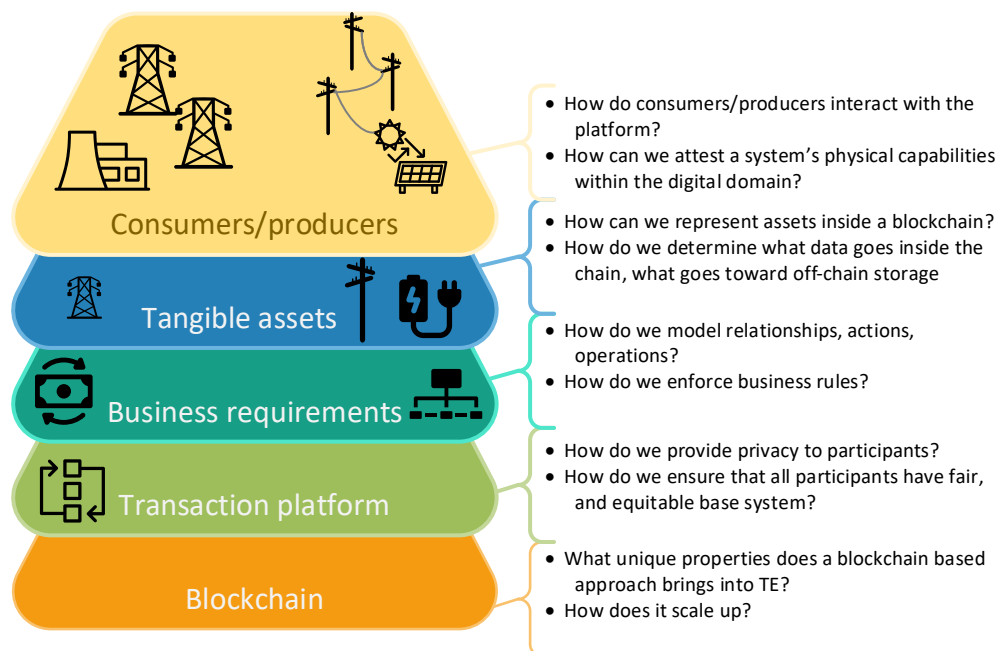 Consumers/producers
• How do consumers/producers interact with the
platform?
• How can we attest a system's physical capabilities
within the digital domain?
Tangible assets
• How can we represent assets inside a blockchain?
• How do we determine what data goes inside the
chain, what goes toward off-chain storage
Business requirements
• How do we model relationships, actions,
operations?
• How do we enforce business rules?
Transaction platform
• How do we provide privacy to participants?
• How do we ensure that all participants have fair,
and equitable base system?
Blockchain
• What unique properties does a blockchain based
approach brings into TE?
• How does it scale up?